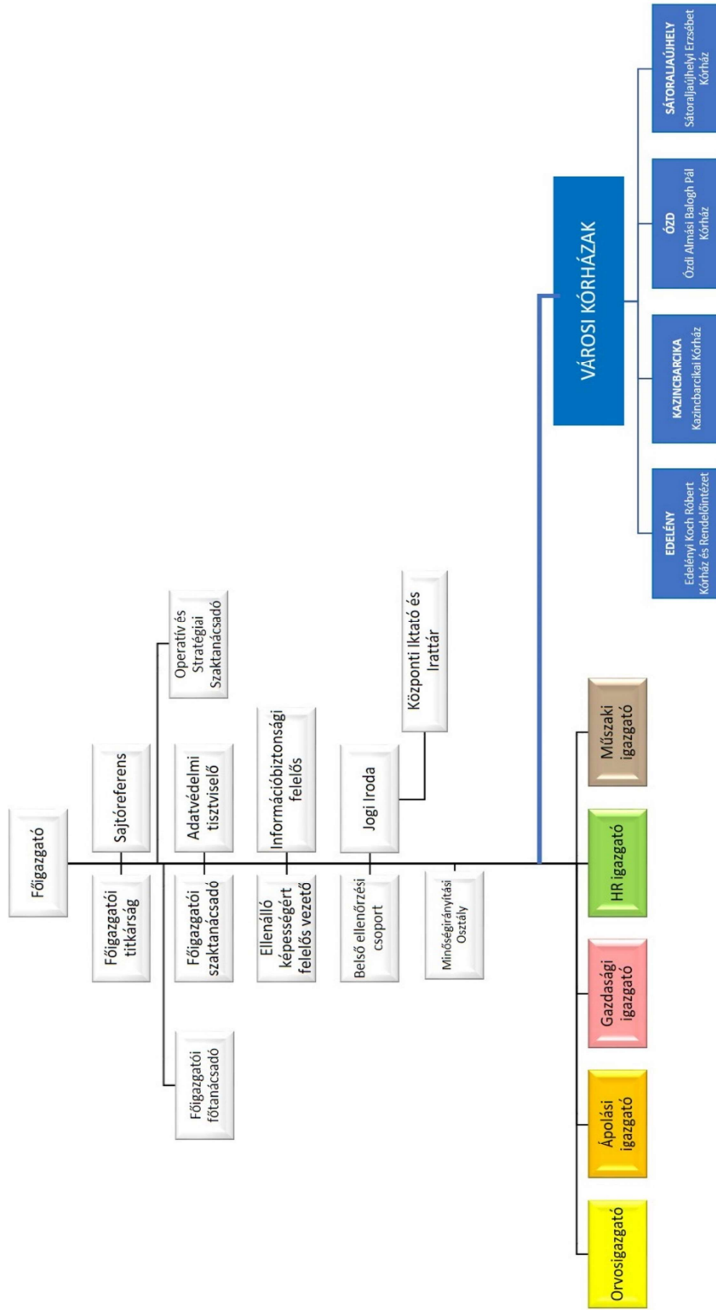 Főigazgató
Főigazgatói
titkárság
Sajtóreferens
Főigazgatói
főtanácsadó
Operatív és
Stratégiai
Szaktanácsadó
Főigazgatói
szaktanácsadó
Adatvédelmi
tisztviselő
Ellenálló
képességért
felelős vezető
Információbiztonsági
felelős
Belső ellenőrzési
csoport
Jogi Iroda
Központi Iktató és
Irattár
Minőségirányítási
Osztály
Orvosigazgató
Ápolási
igazgató
Gazdasági
igazgató
HR igazgató
Műszaki
igazgató
VÁROSI KÓRHÁZAK
EDELÉNY
Edelényi Koch Róbert
Kórház és Rendelőintézet
KAZINCBARCIKA
Kazincbarcikai Kórház
ÓZD
Ózdi Almási Balogh Pál
Kórház
SÁTORALJAÚJHELY
Sátoraljaújhelyi Erzsébet
Kórház